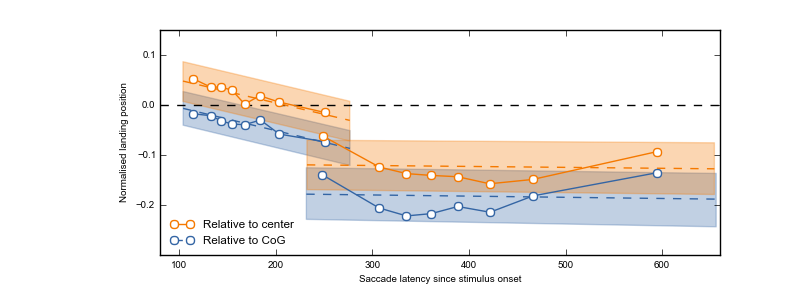 0.1
0.0
−0.1
−0.2
Normalised landing position
Relative to center
Relative to CoG
100 200 300 400 500 600
Saccade latency since stimulus onset